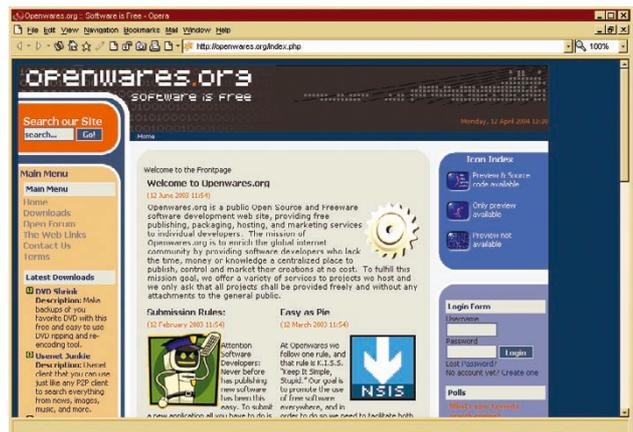 Openwares.org :: Software is Free - Opera
File Edit View Navigation Bookmarks Mail Window Help
http://openwares.org/index.php
100%
openwares.org
software is free
Monday, 12 April 2004 13:30
Home
Search our Site
search... Go!
Main Menu
Main Menu
Home
Downloads
Open Forum
The Web Links
Contact Us
Terms
Latest Downloads
DVD Shrink
Description: Make
backups of you
favorite DVD with this
free and easy to use
DVD ripping and re-
encoding tool.
Usenet Junkie
Description: Usenet
client that you can use
just like any P2P client
to search everything
from news, images,
music, and more.
Welcome to the Frontpage
Welcome to Openwares.org
(12 June 2003 11:54)
Openwares.org is a public Open Source and Freeware
software development web site, providing free
publishing, packaging, hosting, and marketing services
to individual developers. The mission of
Openwares.org is to enrich the global internet
community by providing software developers who lack
the time, money or knowledge a centralized place to
publish, control and market their creations at no cost. To fulfill this
mission goal, we offer a variety of services to projects we host and
we only ask that all projects shall be provided freely and without any
attachments to the general public.
Submission Rules:
(12 February 2003 11:54)
Attention
Software
Developers:
Never before
has publishing
new software
has been this
easy. To submit
a new application all you have to do is
Easy as Pie
(12 March 2003 11:54)
At Openwares we
follow one rule, and
that rule is K.I.S.S.
"Keep It Simple,
Stupid." Our goal is
to promote the use
of free software
everywhere, and in
order to do so we need to facilitate both
NSIS
Icon Index
Preview & Source
code available
Only preview
available
Preview not
available
Login Form
Username
Password
Login
Lost Password?
No account yet? Create one
Polls